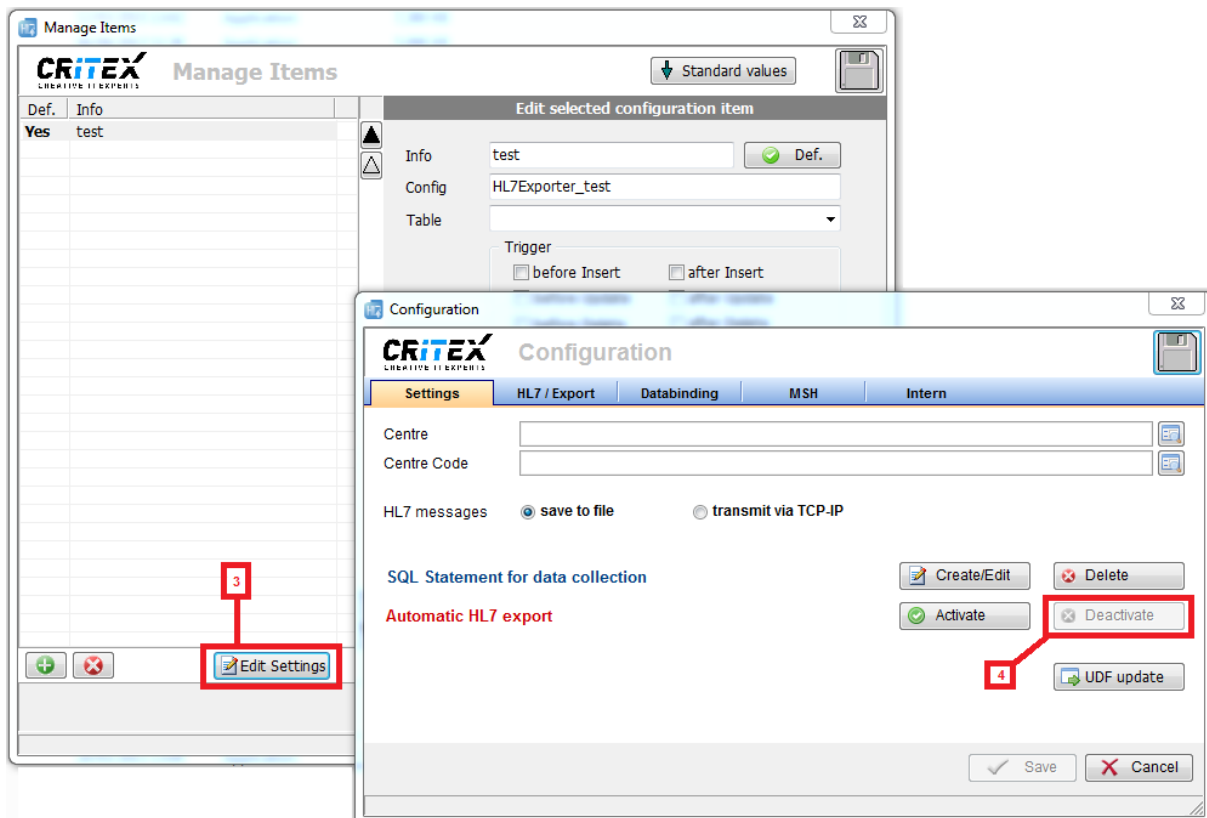 Manage Items
CRiTEX
CREATIVE IT EXPERTS
Manage Items
Standard values
Def. Info
Yes test
Edit selected configuration item
Info test Def.
Config HL7Exporter_test
Table
Trigger
before Insert after Insert
Configuration
CRiTEX
CREATIVE IT EXPERTS
Configuration
Settings HL7 / Export Databinding MSH Intern
Centre
Centre Code
HL7 messages save to file transmit via TCP-IP
SQL Statement for data collection Create/Edit Delete
Automatic HL7 export Activate Deactivate
3
Edit Settings
4
UDF update
Save Cancel